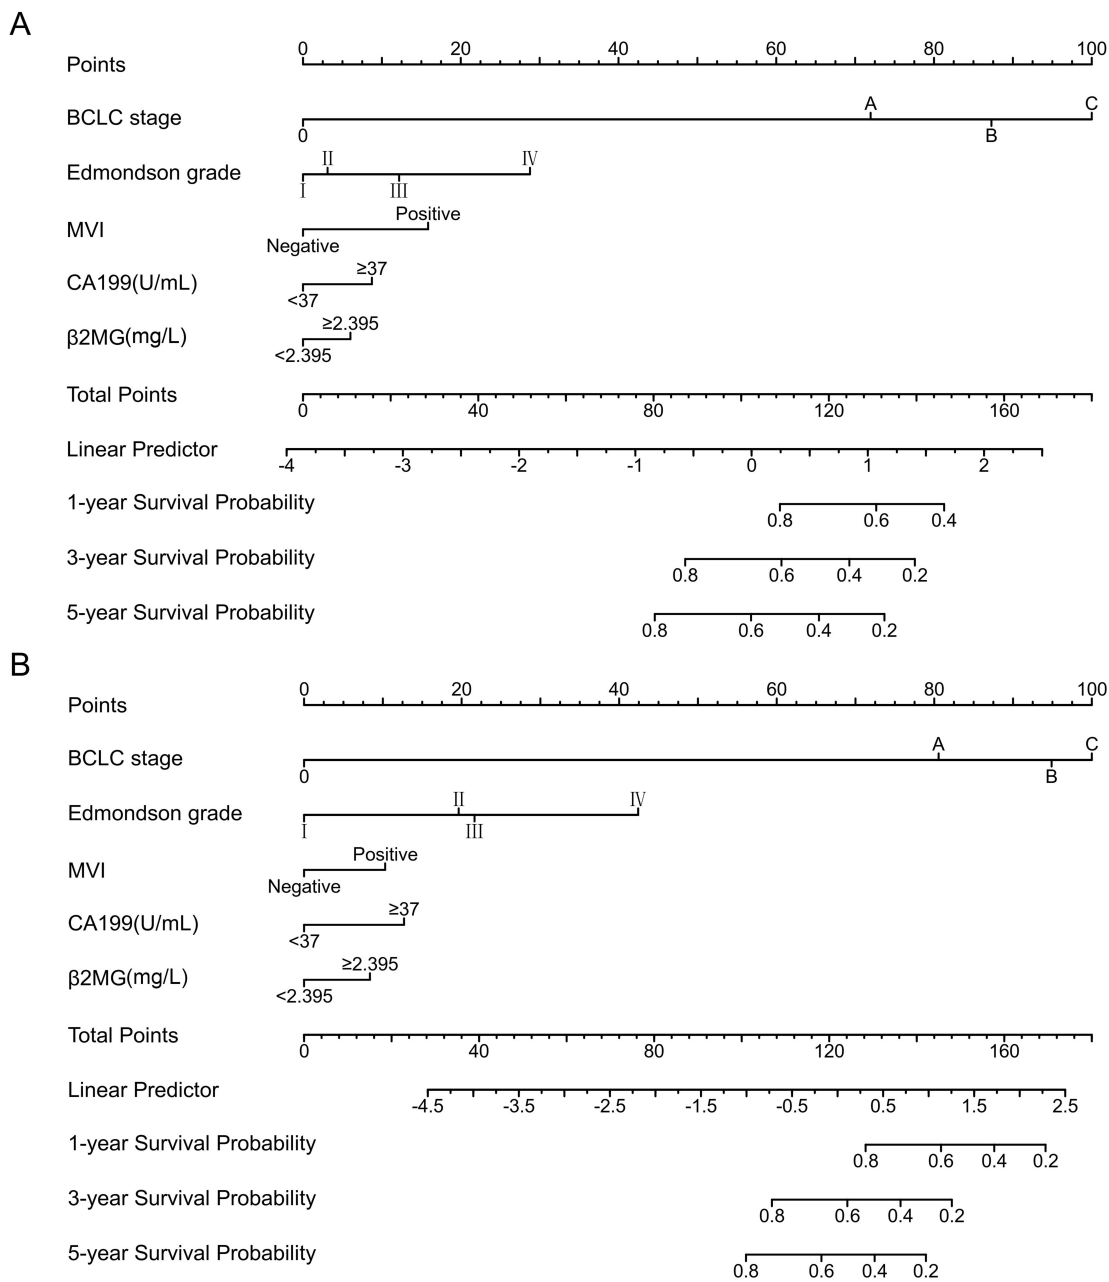 A
Points 0 20 40 60 80 100
BCLC stage 0 A B C
Edmondson grade I II III IV
MVI Negative Positive
CA199(U/mL) <37 ≥37
β2MG(mg/L) <2.395 ≥2.395
Total Points 0 40 80 120 160
Linear Predictor -4 -3 -2 -1 0 1 2
1-year Survival Probability 0.8 0.6 0.4
3-year Survival Probability 0.8 0.6 0.4 0.2
5-year Survival Probability 0.8 0.6 0.4 0.2
B
Points 0 20 40 60 80 100
BCLC stage 0 A B C
Edmondson grade I II III IV
MVI Negative Positive
CA199(U/mL) <37 ≥37
β2MG(mg/L) <2.395 ≥2.395
Total Points 0 40 80 120 160
Linear Predictor -4.5 -3.5 -2.5 -1.5 -0.5 0.5 1.5 2.5
1-year Survival Probability 0.8 0.6 0.4 0.2
3-year Survival Probability 0.8 0.6 0.4 0.2
5-year Survival Probability 0.8 0.6 0.4 0.2